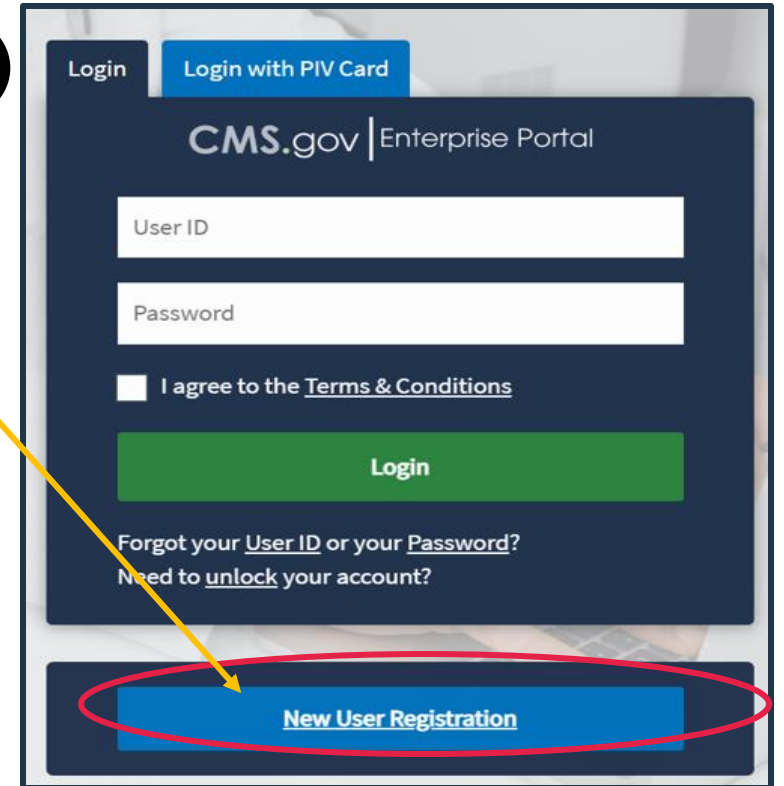 Login
Login with PIV Card
CMS.gov | Enterprise Portal
User ID
Password
I agree to the Terms & Conditions
Login
Forgot your User ID or your Password?
Need to unlock your account?
New User Registration